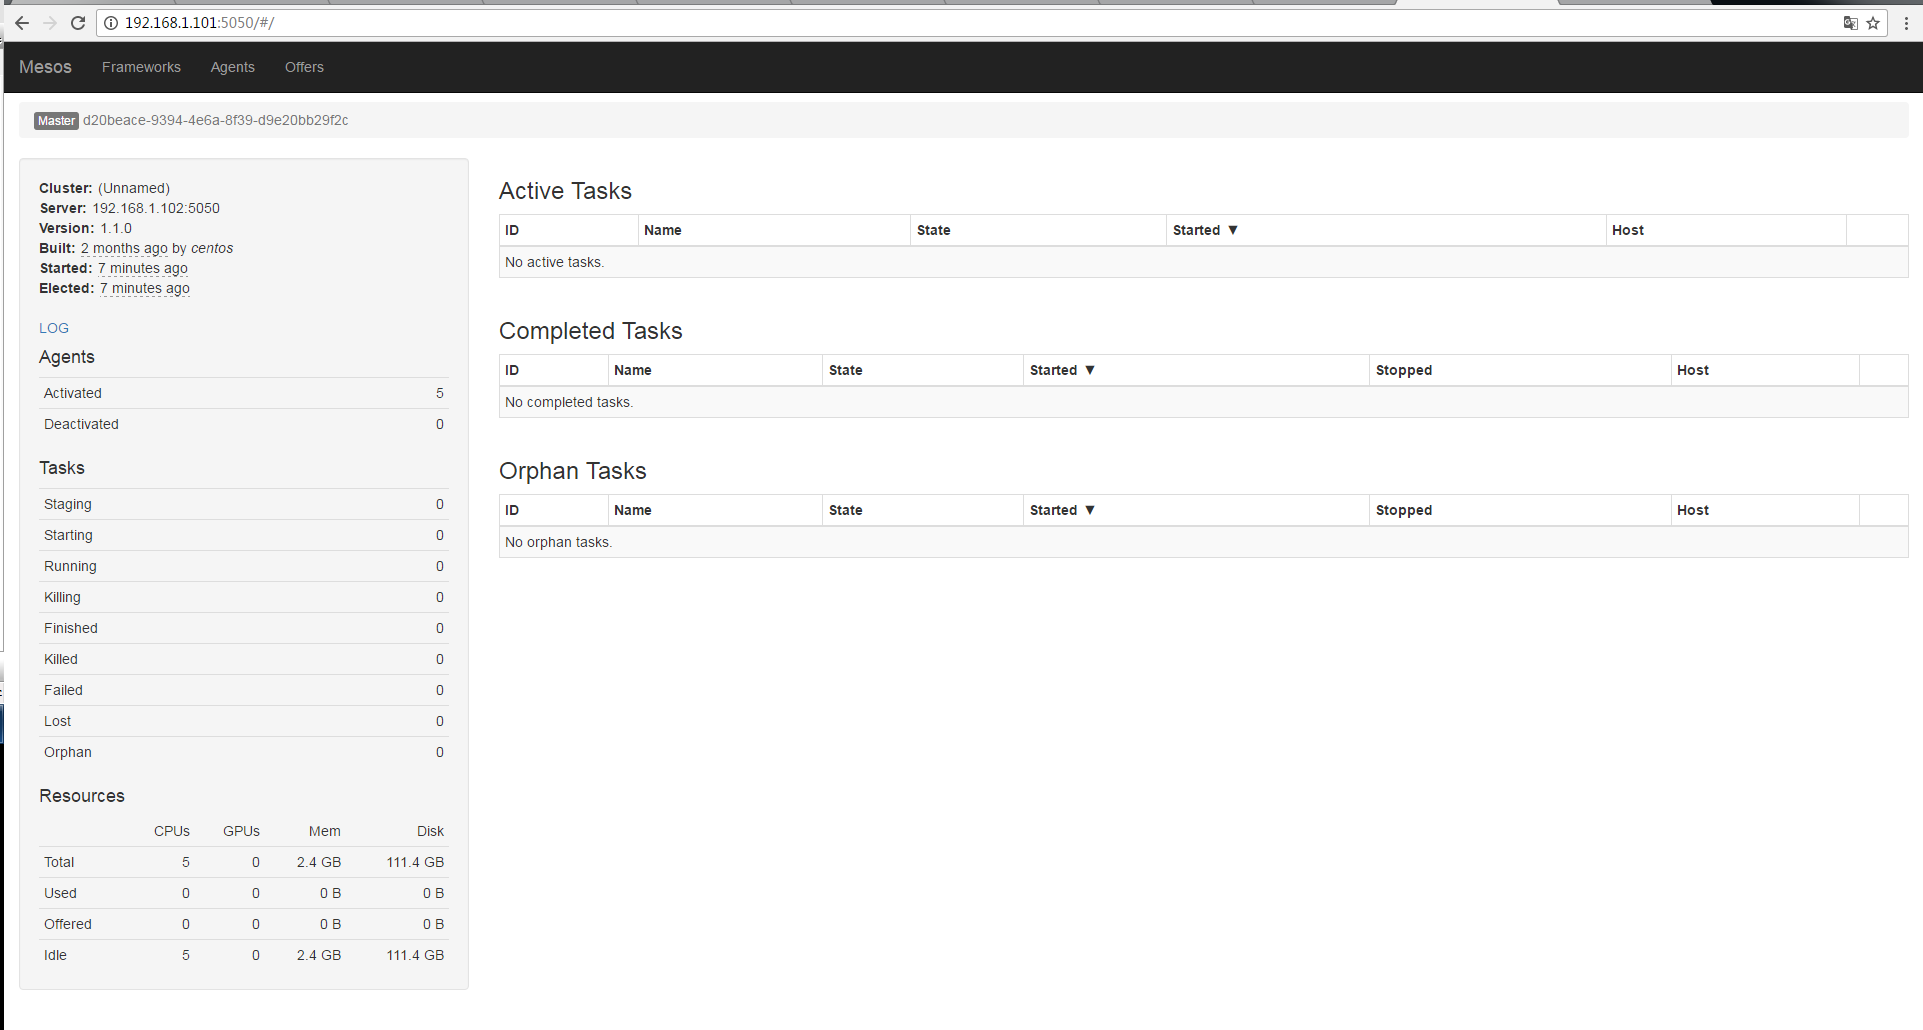 192.168.1.101:5050/#/
Mesos Frameworks Agents Offers
Master d20beace-9394-4e6a-8f39-d9e20bb29f2c
Cluster: (Unnamed)
Server: 192.168.1.102:5050
Version: 1.1.0
Built: 2 months ago by centos
Started: 7 minutes ago
Elected: 7 minutes ago
LOG
Agents
Activated 5
Deactivated 0
Tasks
Staging 0
Starting 0
Running 0
Killing 0
Finished 0
Killed 0
Failed 0
Lost 0
Orphan 0
Resources
CPUs GPUs Mem Disk
Total 5 0 2.4 GB 111.4 GB
Used 0 0 0 B 0 B
Offered 0 0 0 B 0 B
Idle 5 0 2.4 GB 111.4 GB
Active Tasks
ID Name State Started ▼ Host
No active tasks.
Completed Tasks
ID Name State Started ▼ Stopped Host
No completed tasks.
Orphan Tasks
ID Name State Started ▼ Stopped Host
No orphan tasks.